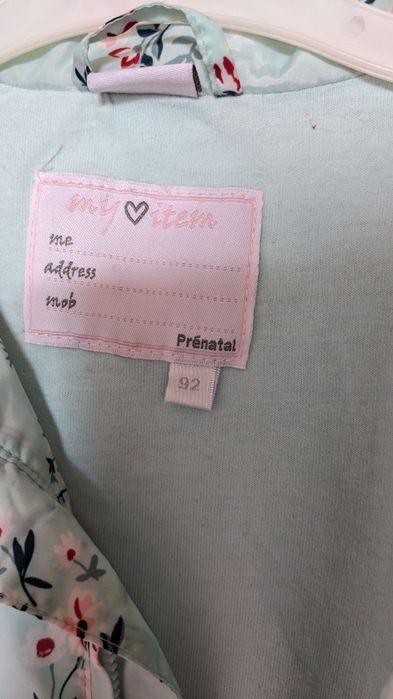 my item
me
address
mob
Prénatal
92